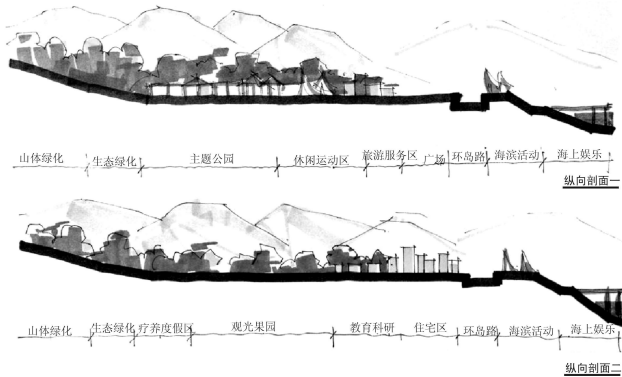 山体绿化 生态绿化 主题公园 休闲运动区 旅游服务区 广场 环岛路 海滨活动 海上娱乐
纵向剖面一
山体绿化 生态绿化 疗养度假区 观光果园 教育科研 住宅区 环岛路 海滨活动 海上娱乐
纵向剖面二